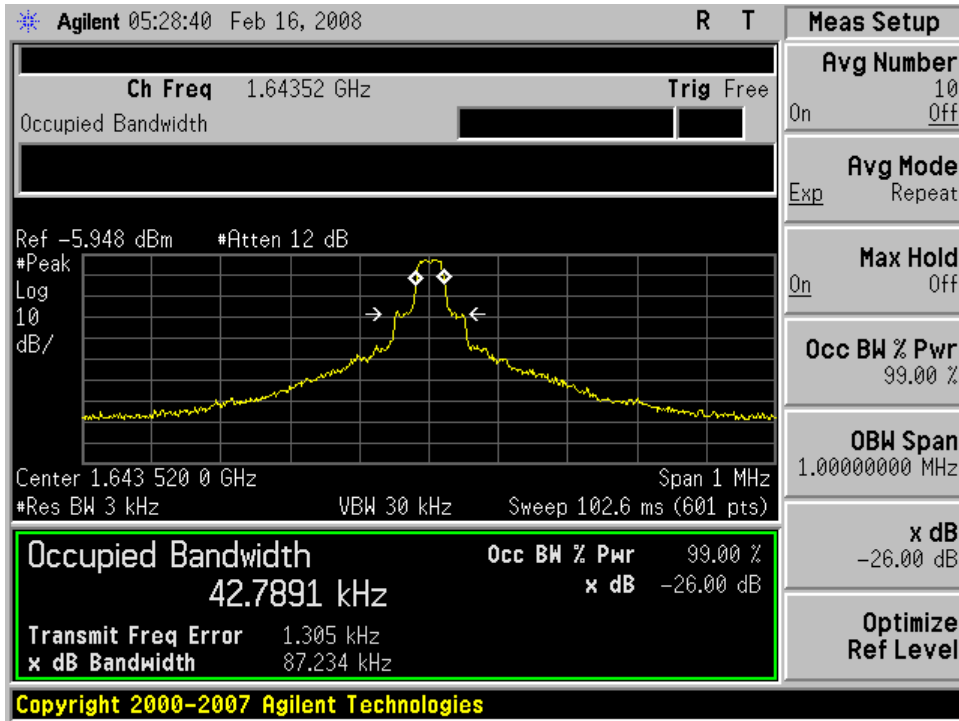 Agilent 05:28:40 Feb 16, 2008 R T
Ch Freq 1.64352 GHz Trig Free
Occupied Bandwidth
Ref -5.948 dBm #Atten 12 dB
#Peak
Log
10
dB/
Center 1.643 520 0 GHz Span 1 MHz
#Res BW 3 kHz VBW 30 kHz Sweep 102.6 ms (601 pts)
Occupied Bandwidth Occ BW % Pwr 99.00 %
42.7891 kHz x dB -26.00 dB
Transmit Freq Error 1.305 kHz
x dB Bandwidth 87.234 kHz
Copyright 2000-2007 Agilent Technologies
Meas Setup
Avg Number
10
On Off
Avg Mode
Exp Repeat
Max Hold
On Off
Occ BW % Pwr
99.00 %
OBW Span
1.00000000 MHz
x dB
-26.00 dB
Optimize
Ref Level